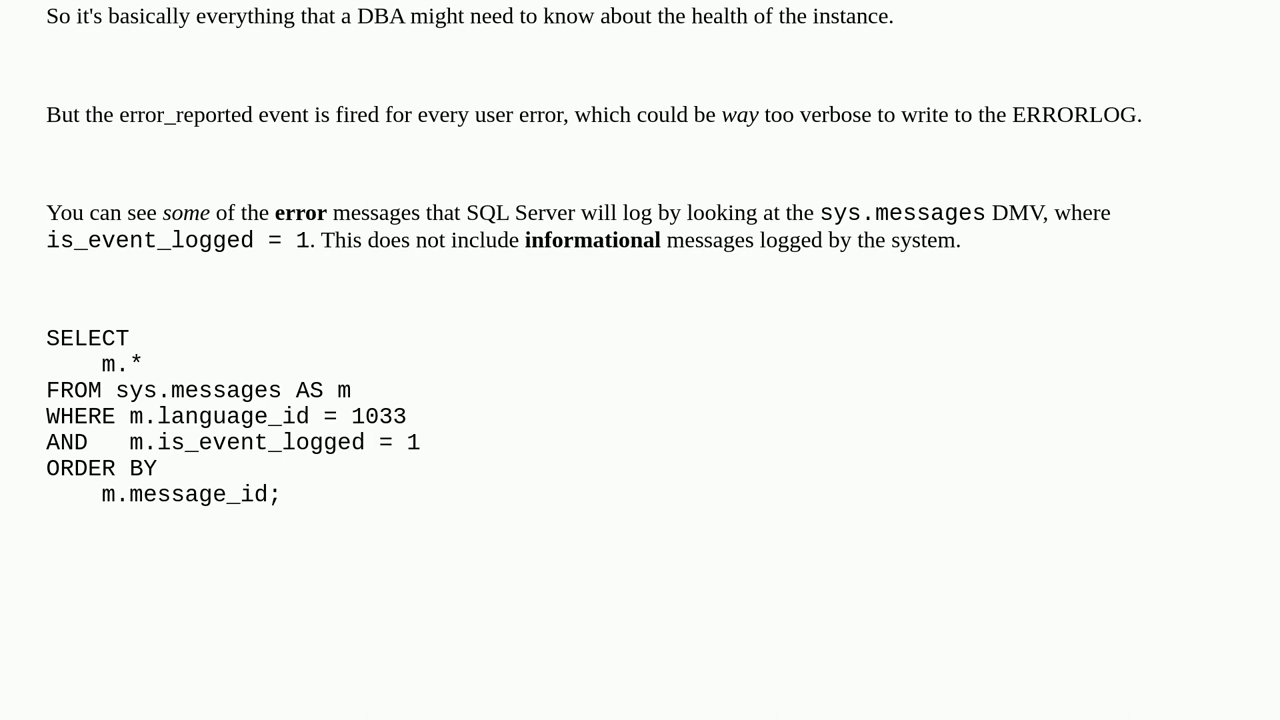 So it's basically everything that a DBA might need to know about the health of the instance.
But the error_reported event is fired for every user error, which could be way too verbose to write to the ERRORLOG.
You can see some of the error messages that SQL Server will log by looking at the sys.messages DMV, where
is_event_logged = 1. This does not include informational messages logged by the system.
SELECT
    m.*
FROM sys.messages AS m
WHERE m.language_id = 1033
AND   m.is_event_logged = 1
ORDER BY
    m.message_id;